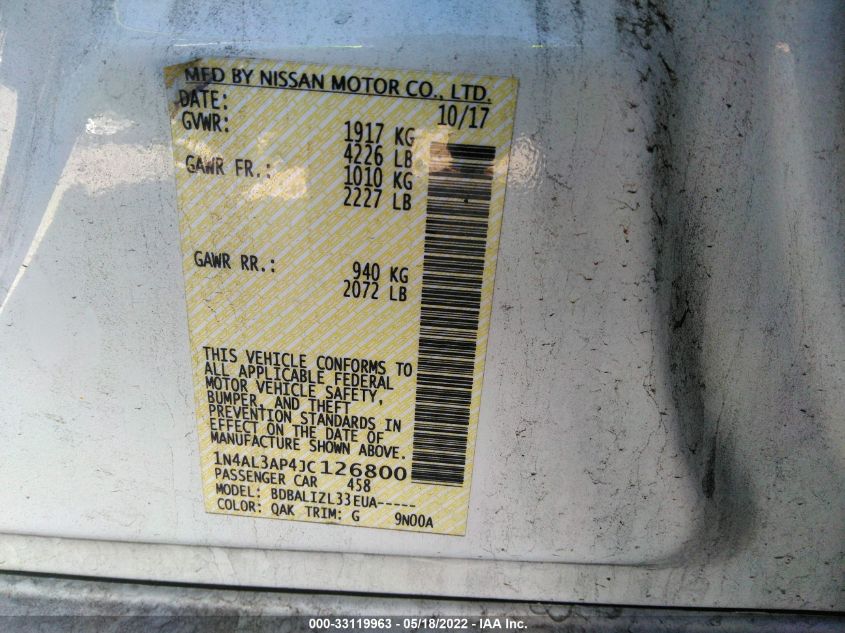 MFD BY NISSAN MOTOR CO., LTD.
DATE: 10/17
GVWR: 1917 KG
4226 LB
GAWR FR.: 1010 KG
2227 LB
GAWR RR.: 940 KG
2072 LB
THIS VEHICLE CONFORMS TO
ALL APPLICABLE FEDERAL
MOTOR VEHICLE SAFETY,
BUMPER, AND THEFT
PREVENTION STANDARDS IN
EFFECT ON THE DATE OF
MANUFACTURE SHOWN ABOVE.
1N4AL3AP4JC126800
PASSENGER CAR 458
MODEL: BDBALIZL33EUA-----
COLOR: QAK TRIM: G 9N00A
000-33119963 - 05/18/2022 - IAA Inc.